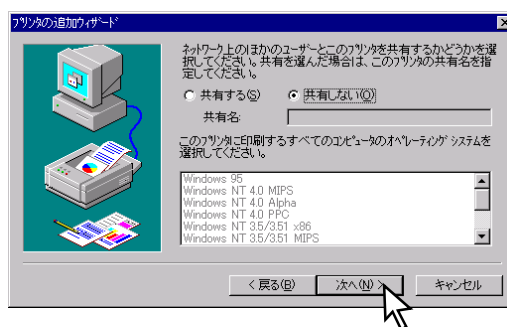 プリンタの追加ウィザード
ネットワーク上のほかのユーザーとこのプリンタを共有するかどうかを選
択してください。共有を選んだ場合は、このプリンタの共有名を指
定してください。
共有する(S) 共有しない(O)
共有名:
このプリンタに印刷するすべてのコンピュータのオペレーティング システムを
選択してください。
Windows 95
Windows NT 4.0 MIPS
Windows NT 4.0 Alpha
Windows NT 4.0 PPC
Windows NT 3.5/3.51 x86
Windows NT 3.5/3.51 MIPS
< 戻る(B) 次へ(N) > キャンセル